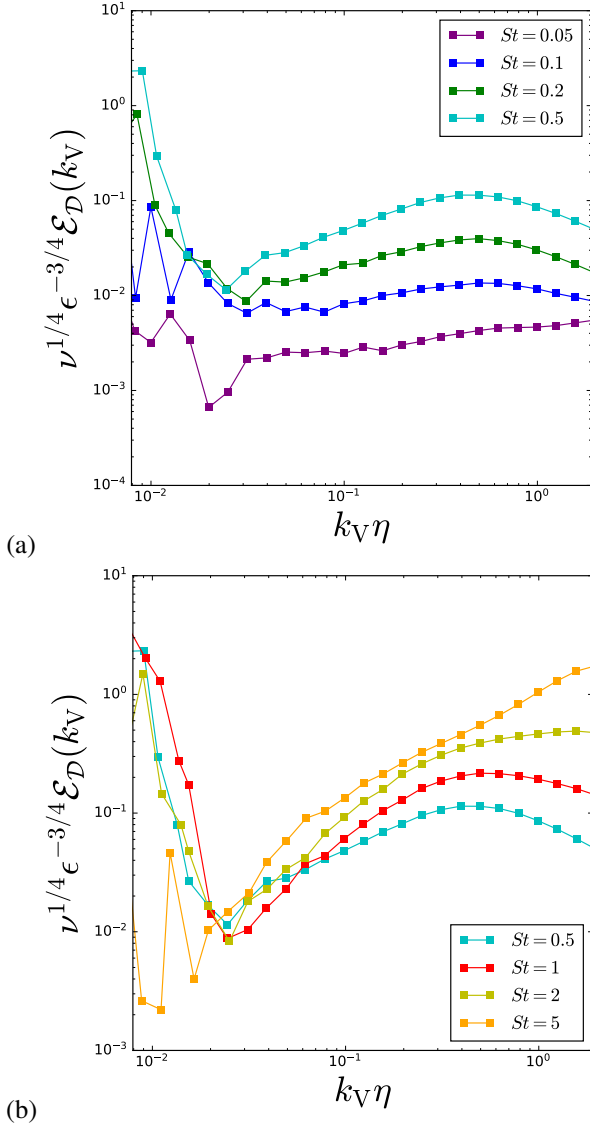 10^1
10^0
10^{-1}
10^{-2}
10^{-3}
10^{-4}
ν^{1/4}ϵ^{-3/4}ℰ_𝒟(k_V)
St = 0.05
St = 0.1
St = 0.2
St = 0.5
10^{-2} 10^{-1} 10^0
k_Vη
(a)
10^1
10^0
10^{-1}
10^{-2}
10^{-3}
ν^{1/4}ϵ^{-3/4}ℰ_𝒟(k_V)
St = 0.5
St = 1
St = 2
St = 5
10^{-2} 10^{-1} 10^0
k_Vη
(b)